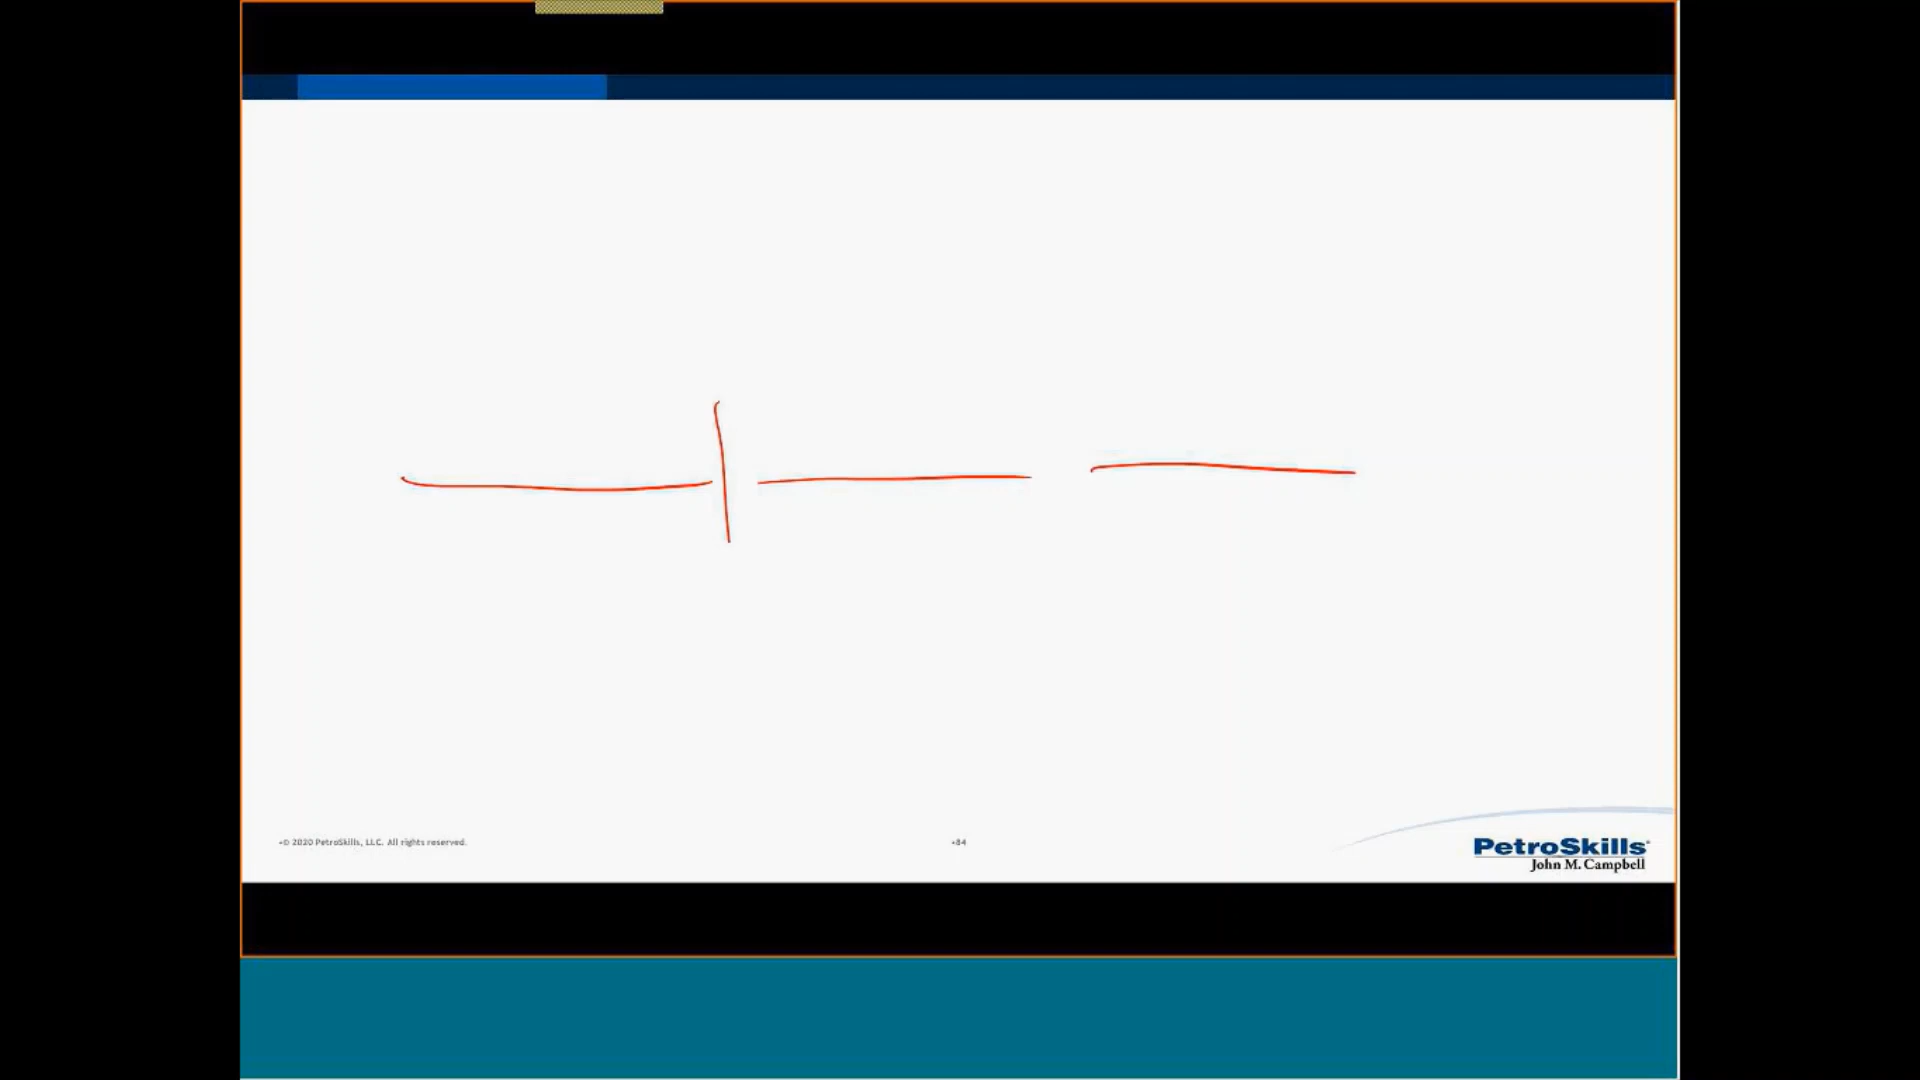 •© 2020 PetroSkills, LLC. All rights reserved.
•84
PetroSkills®
John M. Campbell